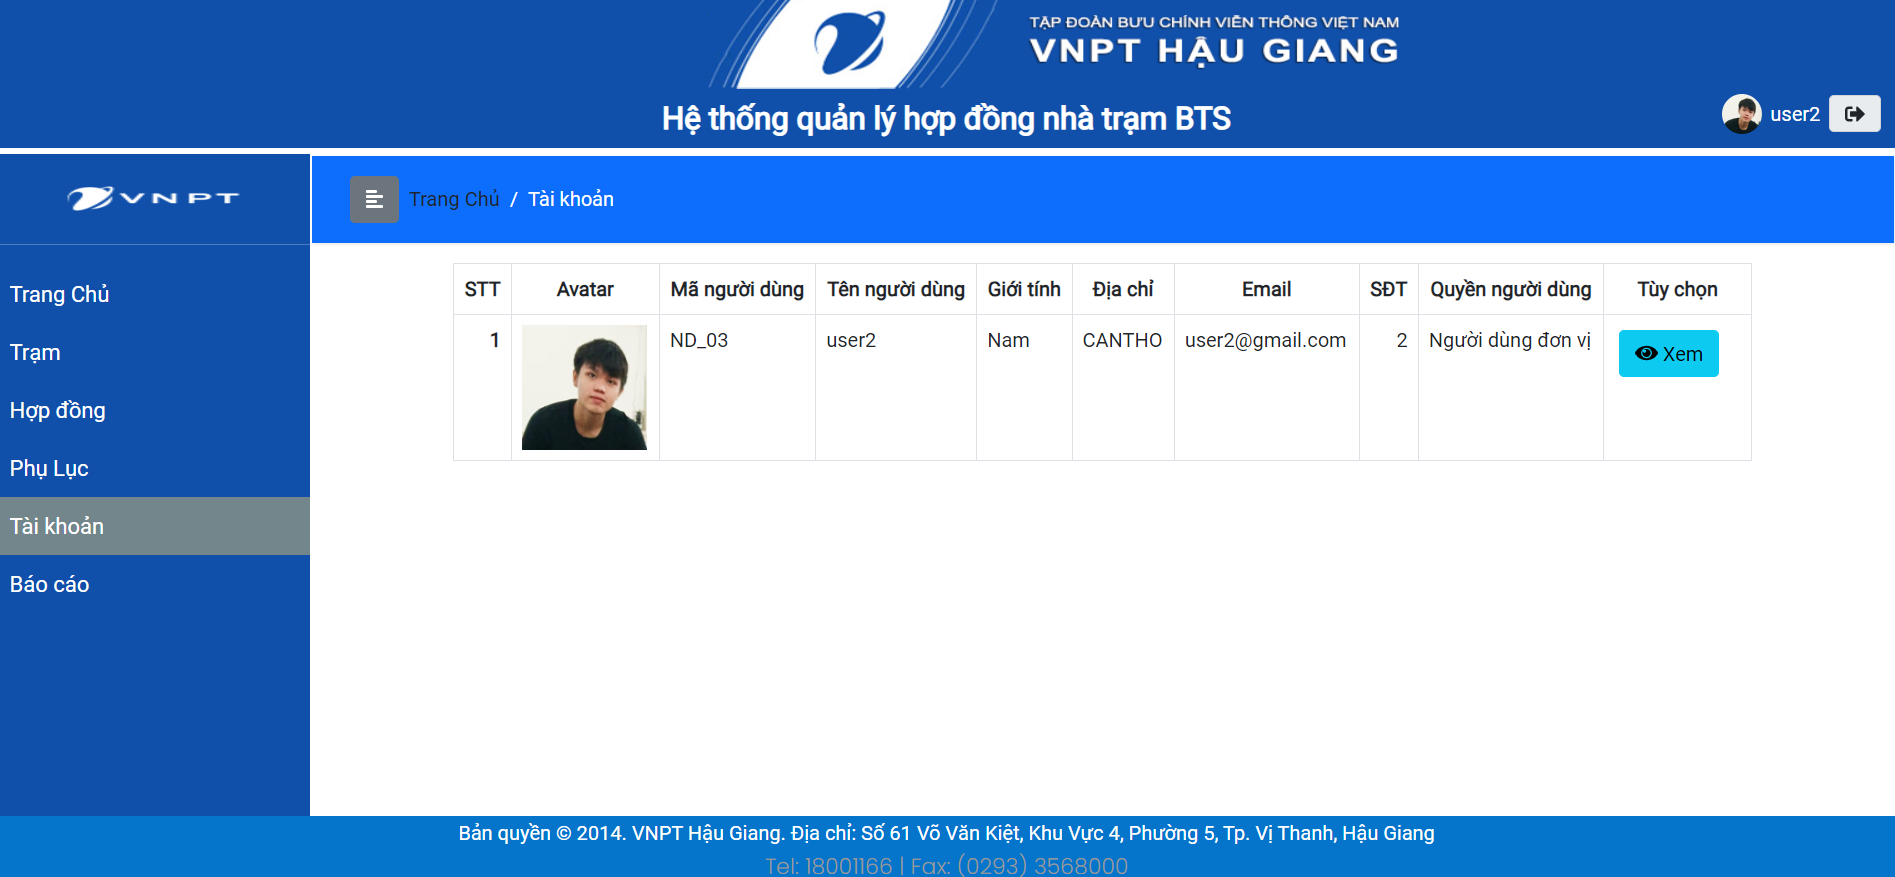 TẬP ĐOÀN BƯU CHÍNH VIỄN THÔNG VIỆT NAM
VNPT HẬU GIANG
Hệ thống quản lý hợp đồng nhà trạm BTS
user2
VNPT
Trang Chủ / Tài khoản
Trang Chủ
Trạm
Hợp đồng
Phụ Lục
Tài khoản
Báo cáo
STT Avatar Mã người dùng Tên người dùng Giới tính Địa chỉ Email SĐT Quyền người dùng Tùy chọn
1 ND_03 user2 Nam CANTHO user2@gmail.com 2 Người dùng đơn vị Xem
Bản quyền © 2014. VNPT Hậu Giang. Địa chỉ: Số 61 Võ Văn Kiệt, Khu Vực 4, Phường 5, Tp. Vị Thanh, Hậu Giang
Tel: 18001166 | Fax: (0293) 3568000